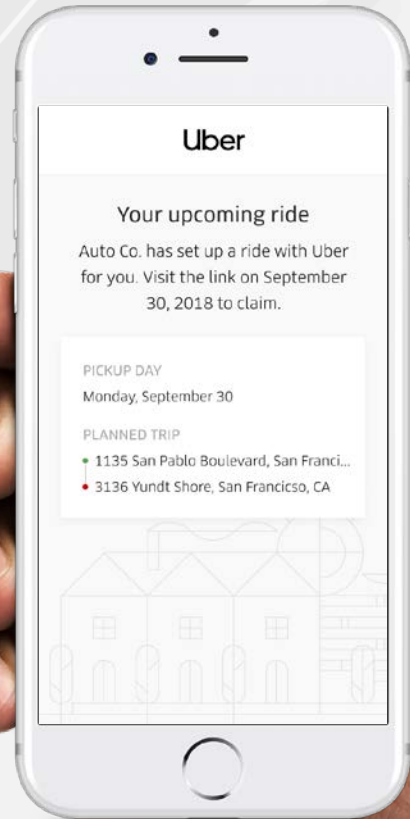 Uber
Your upcoming ride
Auto Co. has set up a ride with Uber
for you. Visit the link on September
30, 2018 to claim.
PICKUP DAY
Monday, September 30
PLANNED TRIP
1135 San Pablo Boulevard, San Franci...
3136 Yundt Shore, San Francicso, CA